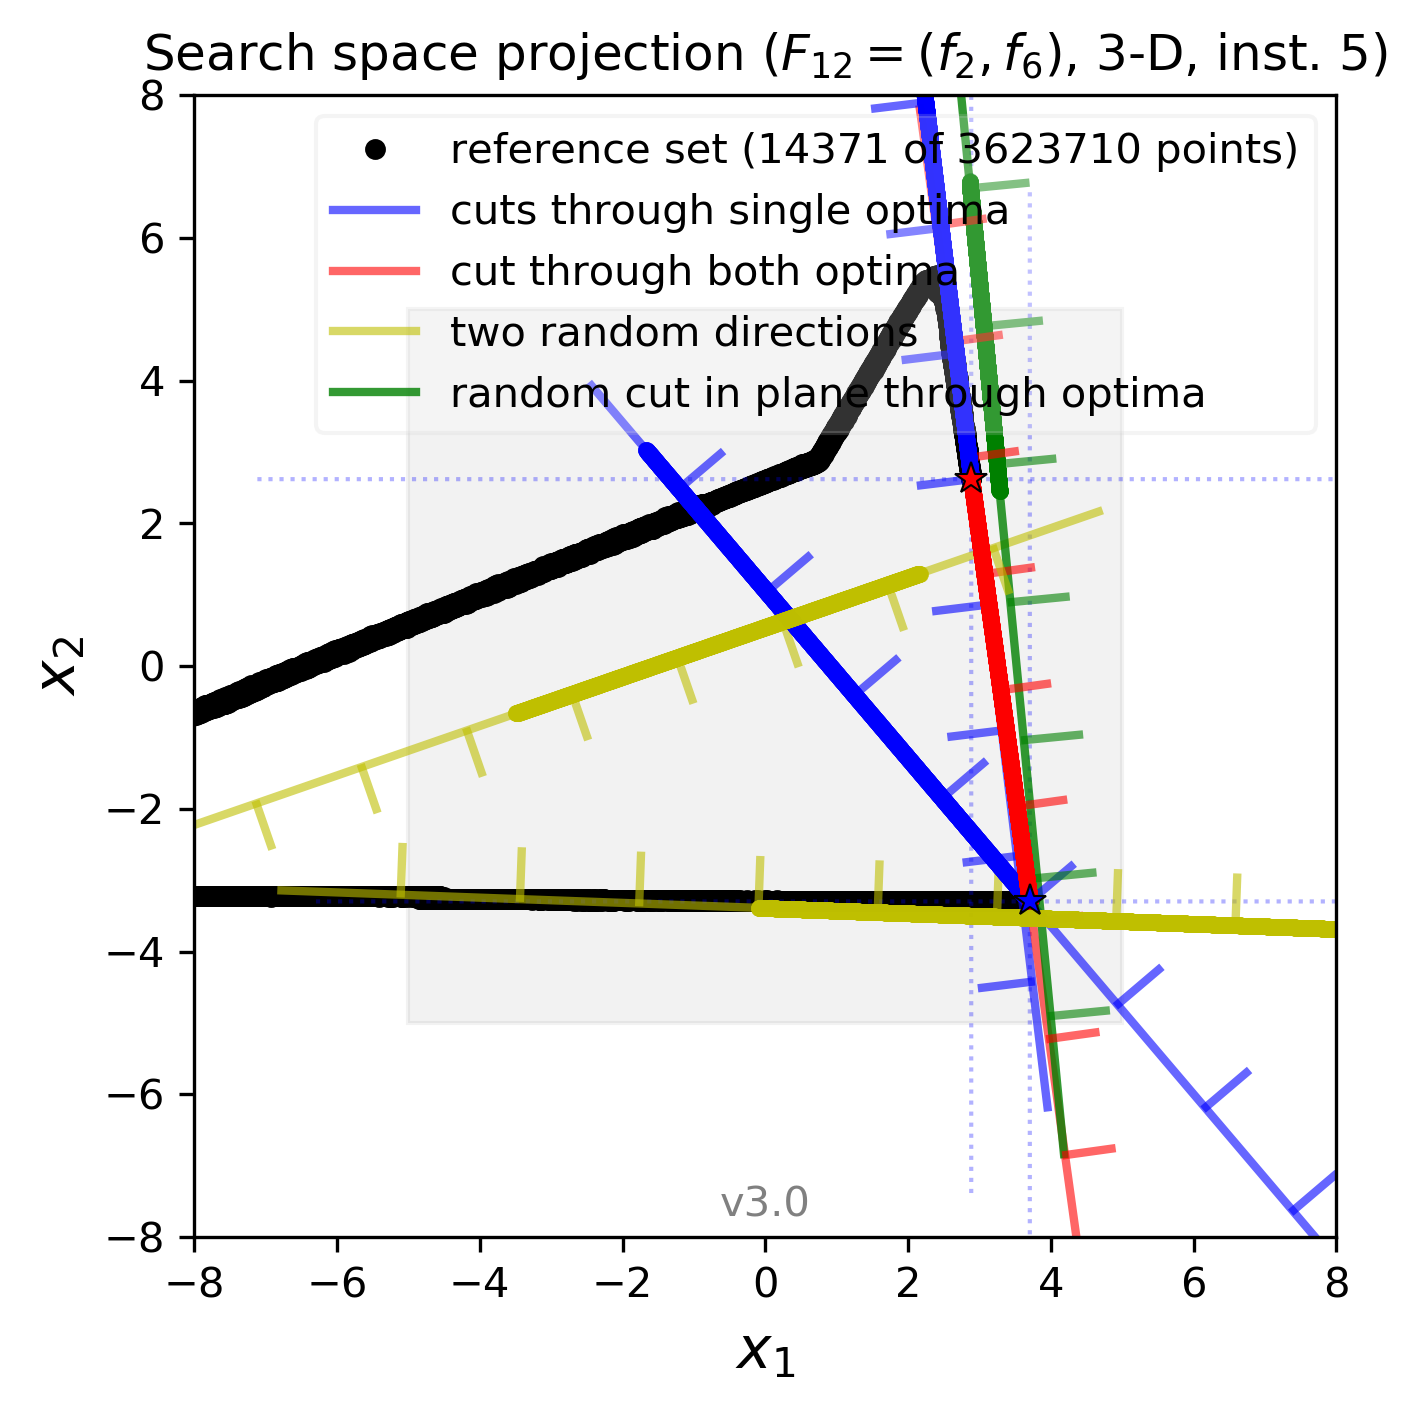 Search space projection (F₁₂ = (f₂, f₆), 3-D, inst. 5)
reference set (14371 of 3623710 points)
cuts through single optima
cut through both optima
two random directions
random cut in plane through optima
8
6
4
2
0
−2
−4
−6
−8
x₂
v3.0
−8 −6 −4 −2 0 2 4 6 8
x₁